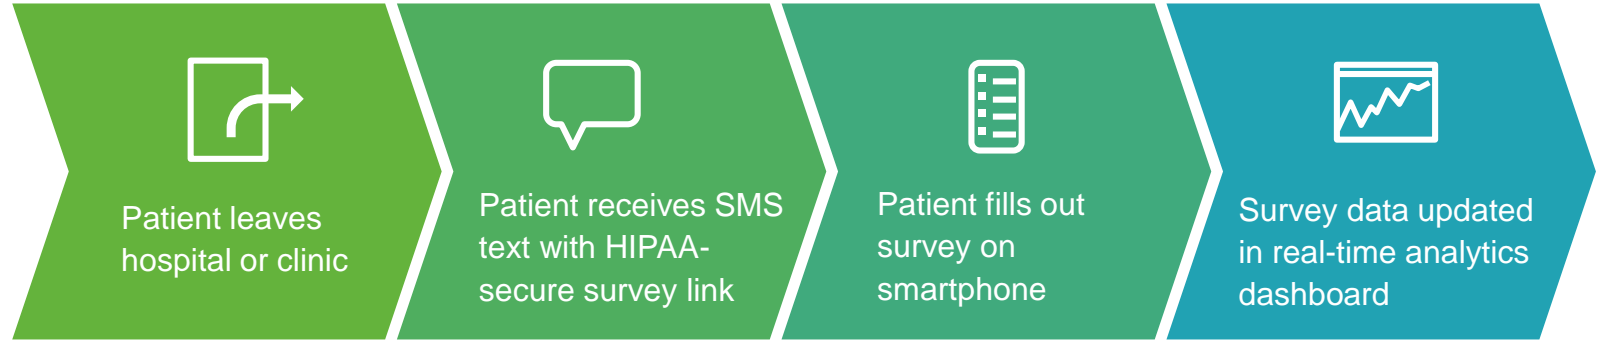 Patient leaves
hospital or clinic
Patient receives SMS
text with HIPAA-
secure survey link
Patient fills out
survey on
smartphone
Survey data updated
in real-time analytics
dashboard